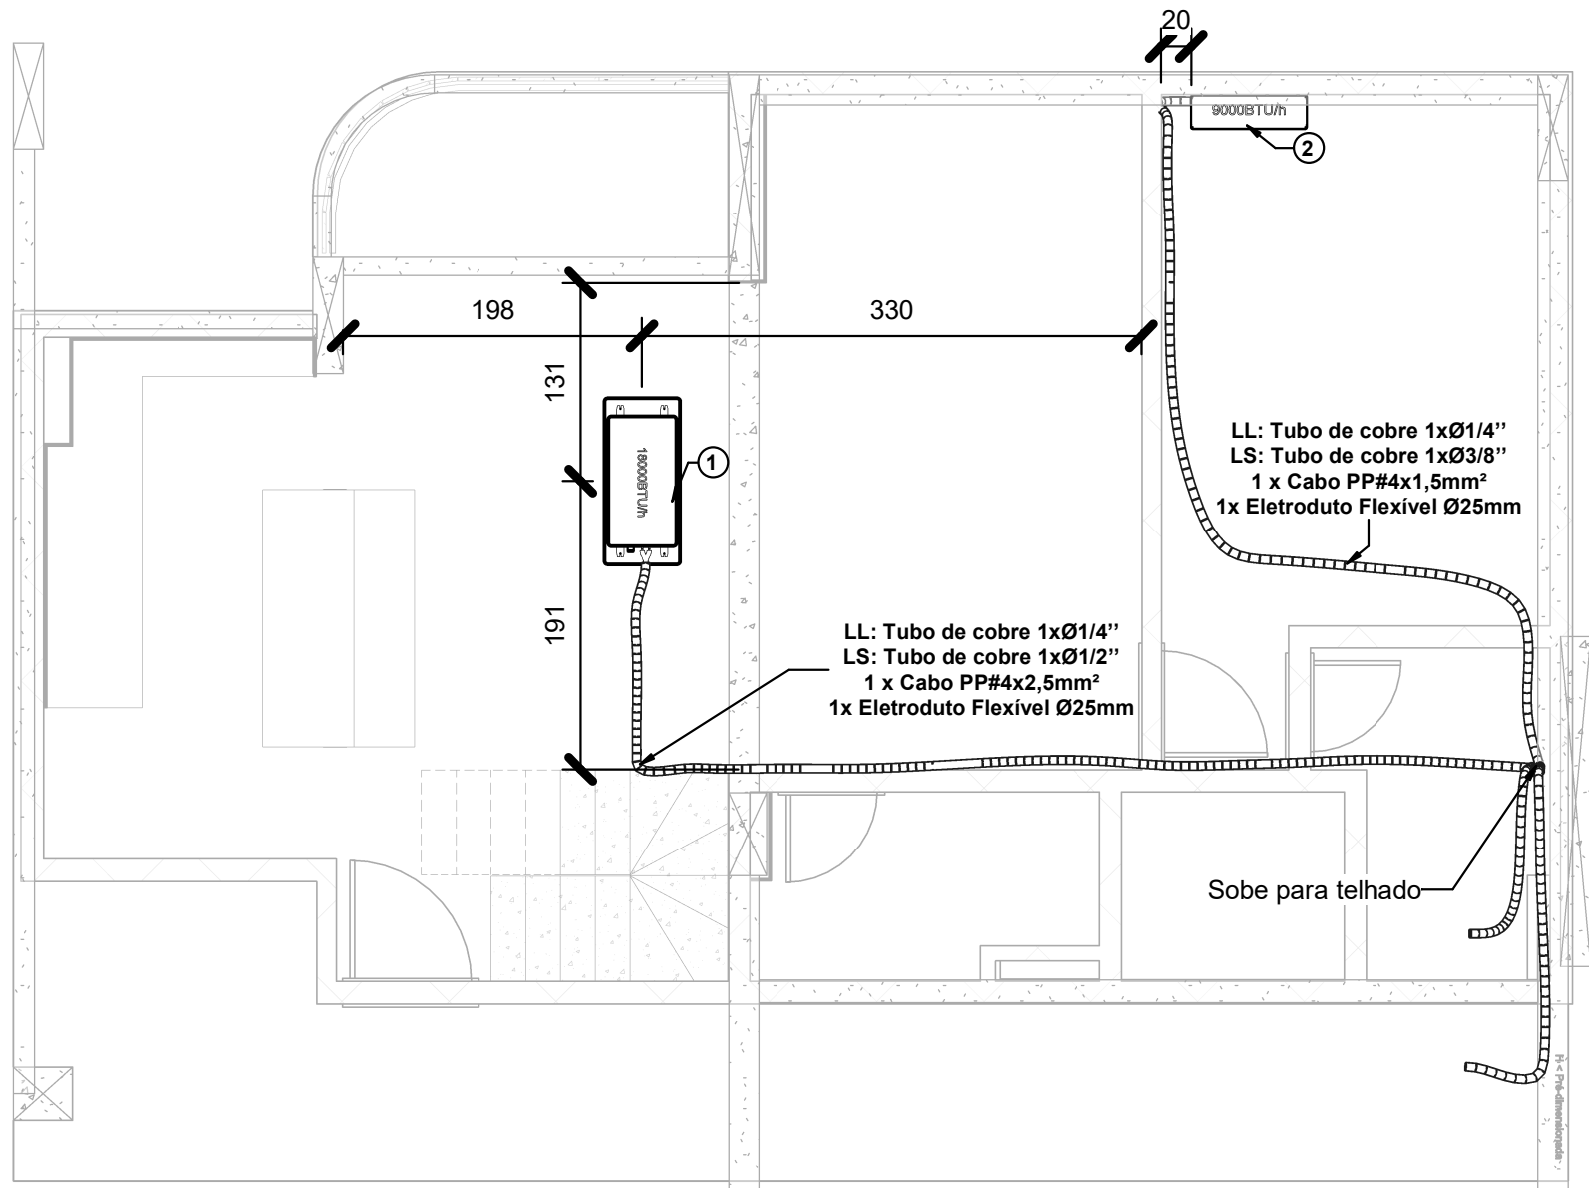 20
9000BTU/h
2
198
330
131
18000BTU/h
1
LL: Tubo de cobre 1xØ1/4’’
LS: Tubo de cobre 1xØ3/8’’
1 x Cabo PP#4x1,5mm²
1x Eletroduto Flexível Ø25mm
191
LL: Tubo de cobre 1xØ1/4’’
LS: Tubo de cobre 1xØ1/2’’
1 x Cabo PP#4x2,5mm²
1x Eletroduto Flexível Ø25mm
Sobe para telhado
H < Pré-dimensionada